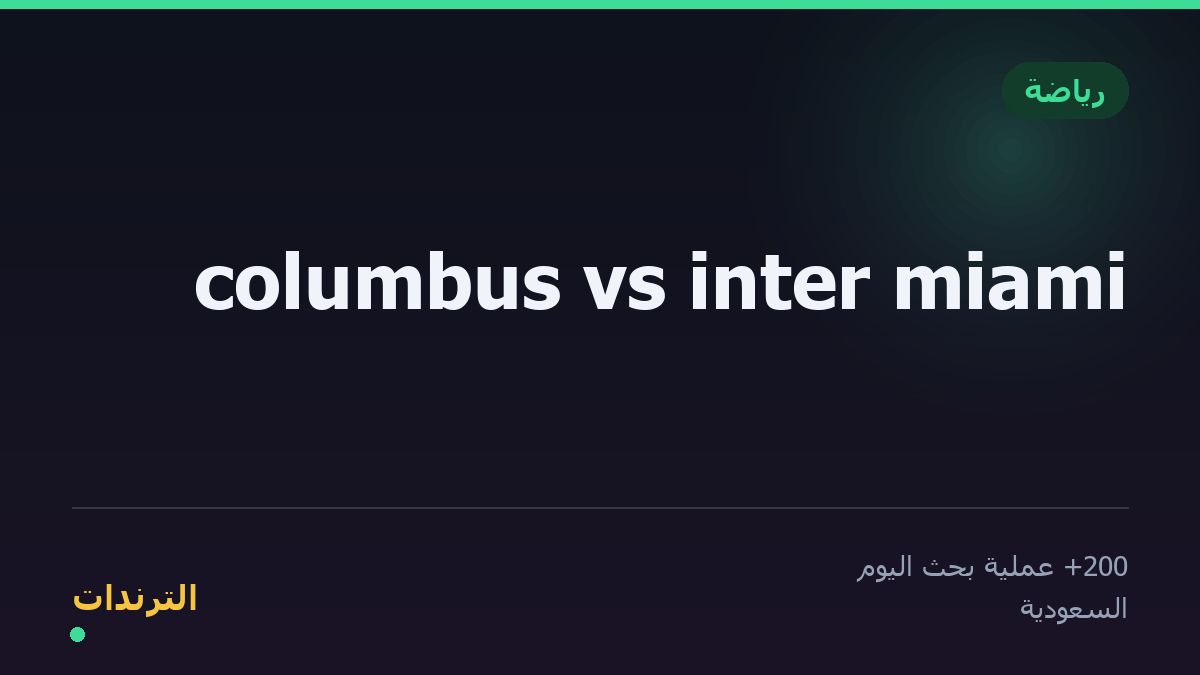 رياضة
columbus vs inter miami
+200 عملية بحث اليوم
السعودية
الترندات